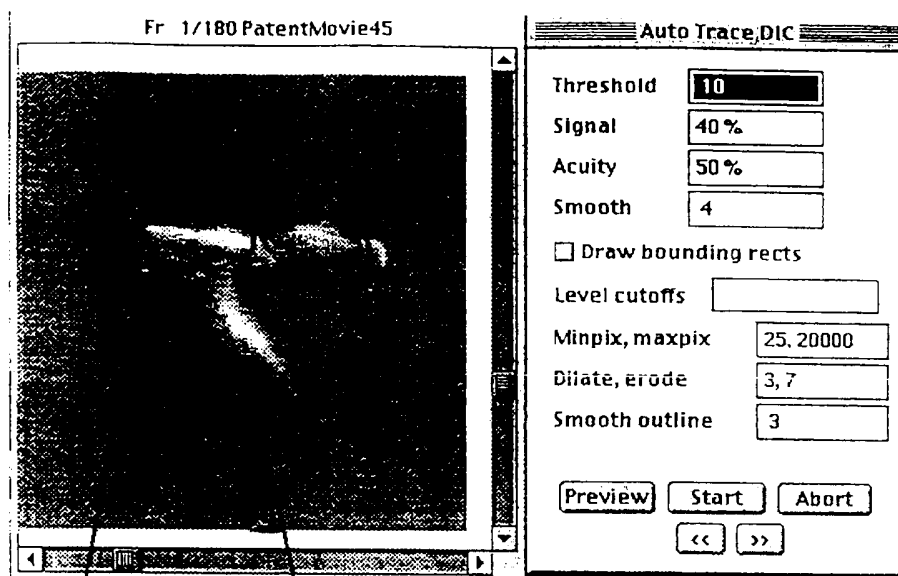 Fr 1/180 PatentMovie45
Auto Trace,DIC
Threshold 10
Signal 40%
Acuity 50%
Smooth 4
Draw bounding rects
Level cutoffs
Minpix, maxpix 25, 20000
Dilate, erode 3, 7
Smooth outline 3
Preview Start Abort
<< >>